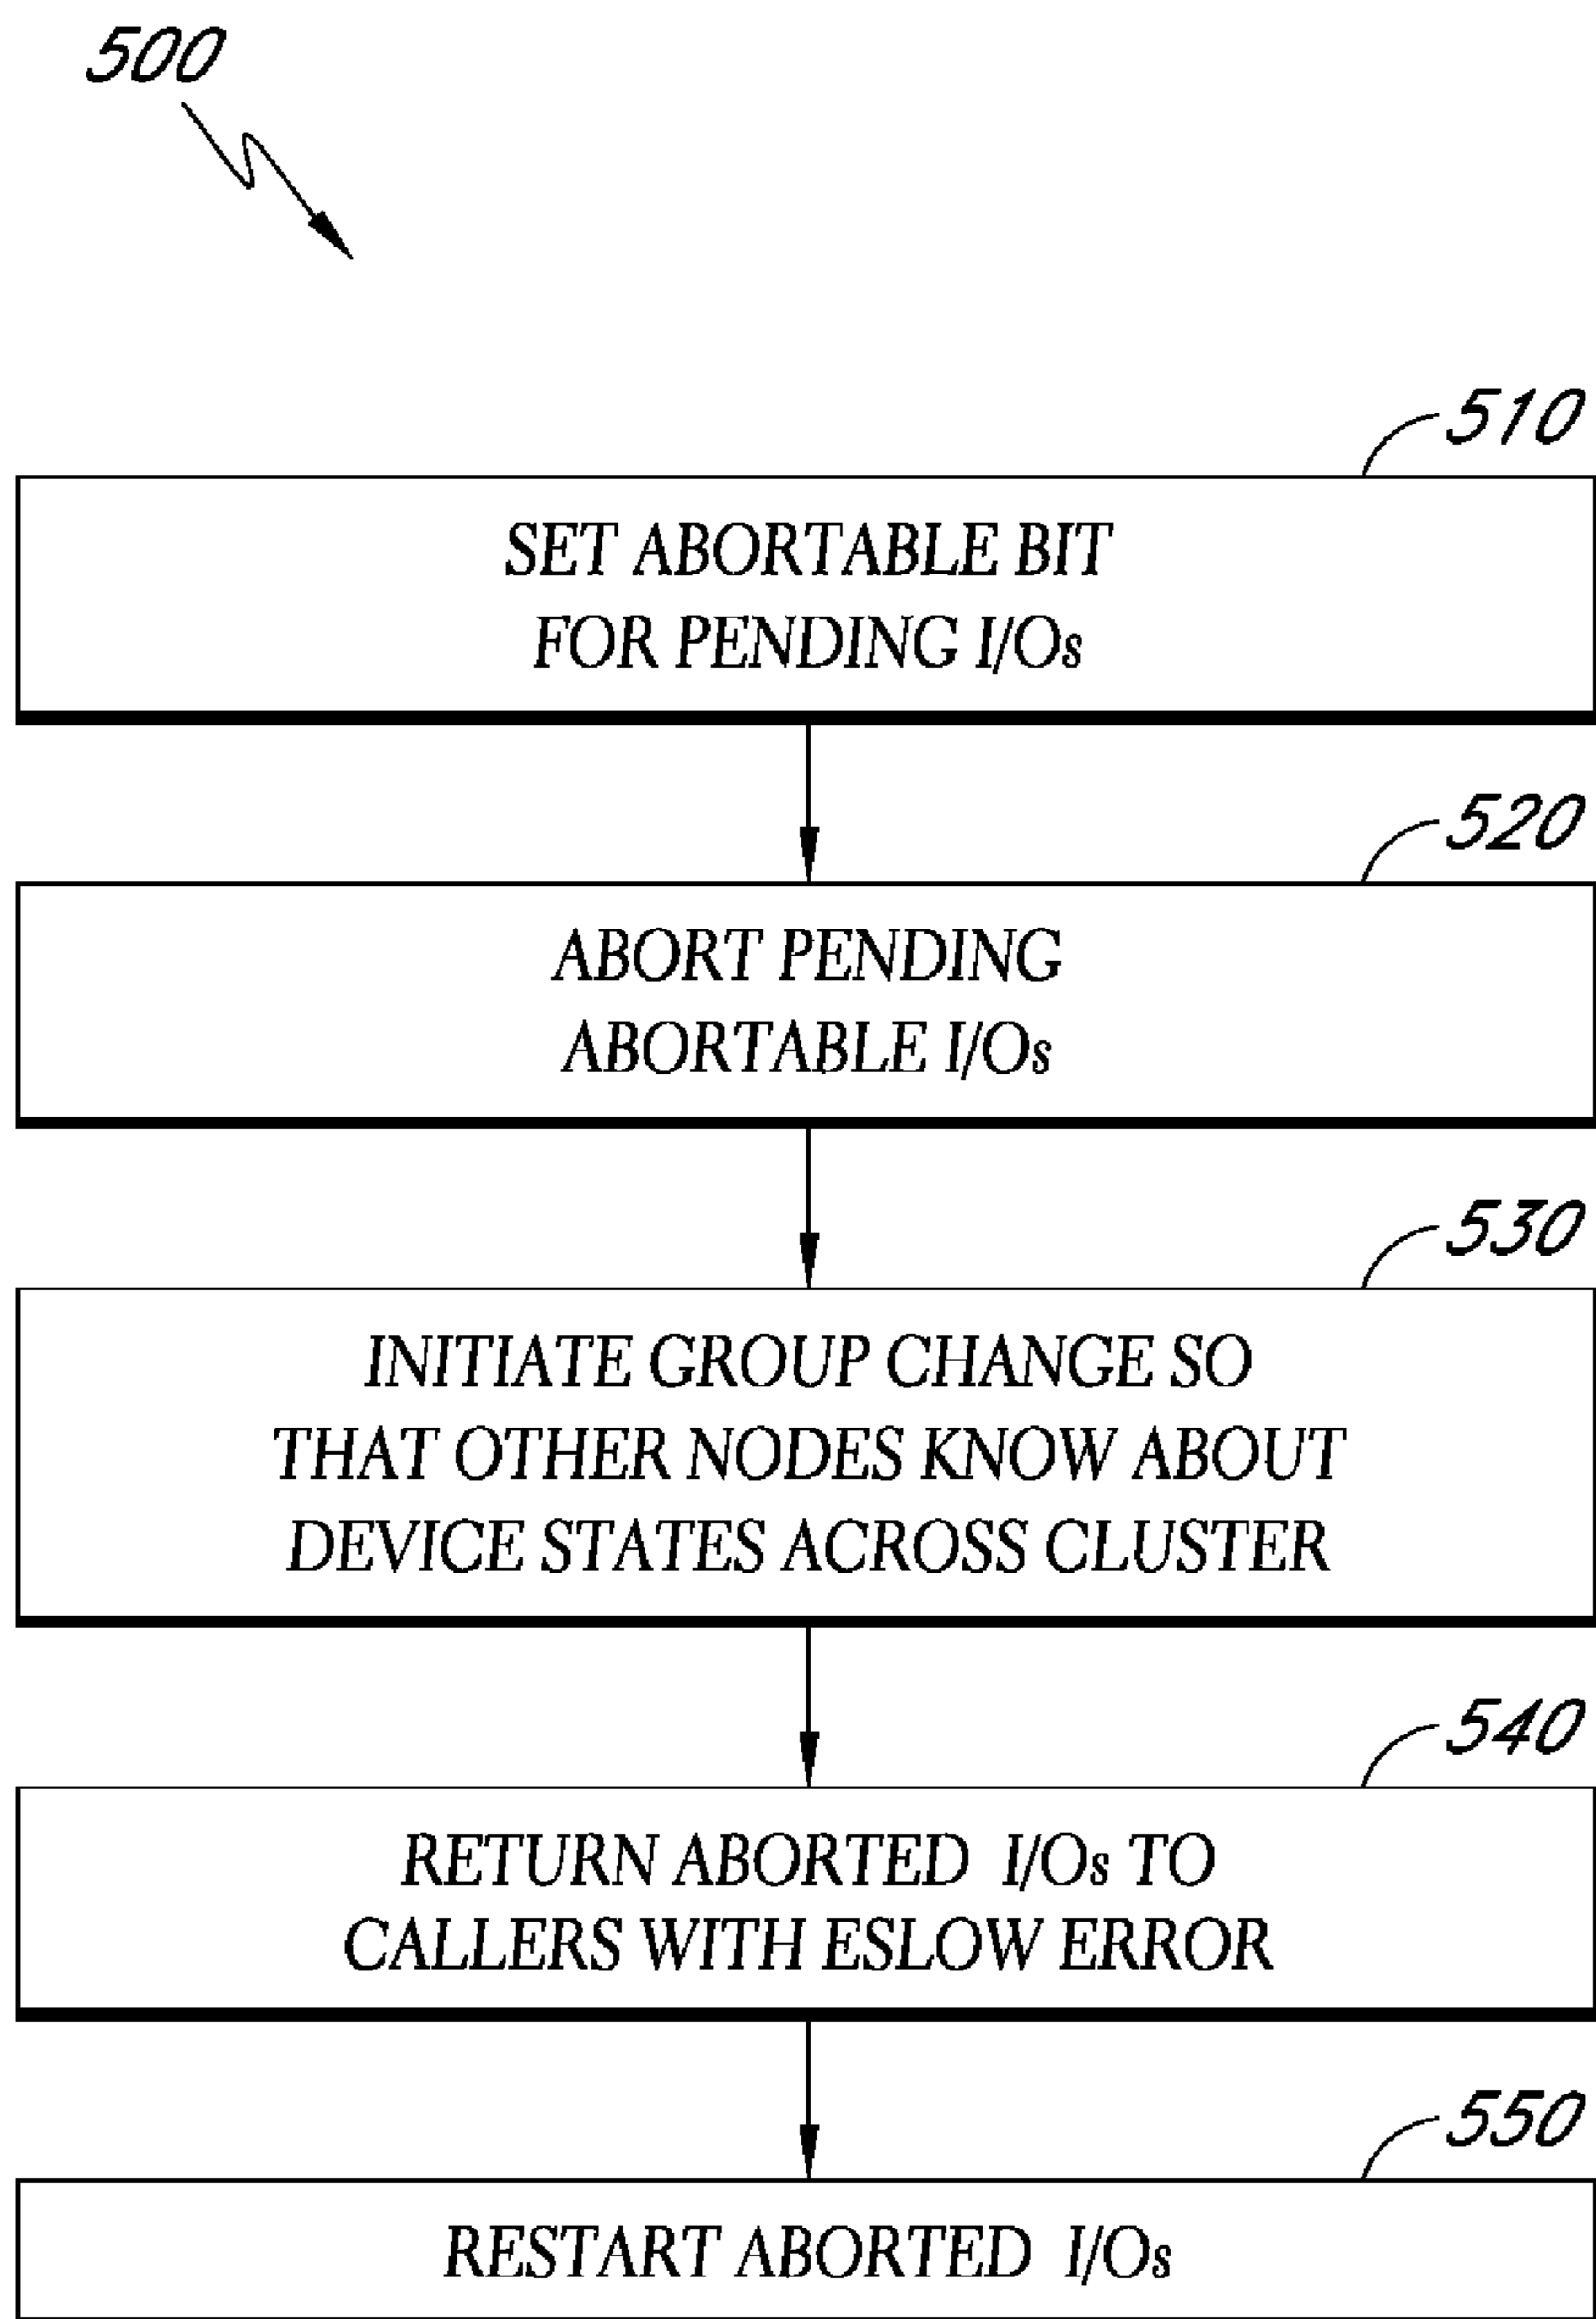 500
510
SET ABORTABLE BIT
FOR PENDING I/Os
520
ABORT PENDING
ABORTABLE I/Os
530
INITIATE GROUP CHANGE SO
THAT OTHER NODES KNOW ABOUT
DEVICE STATES ACROSS CLUSTER
540
RETURN ABORTED I/Os TO
CALLERS WITH ESLOW ERROR
550
RESTART ABORTED I/Os